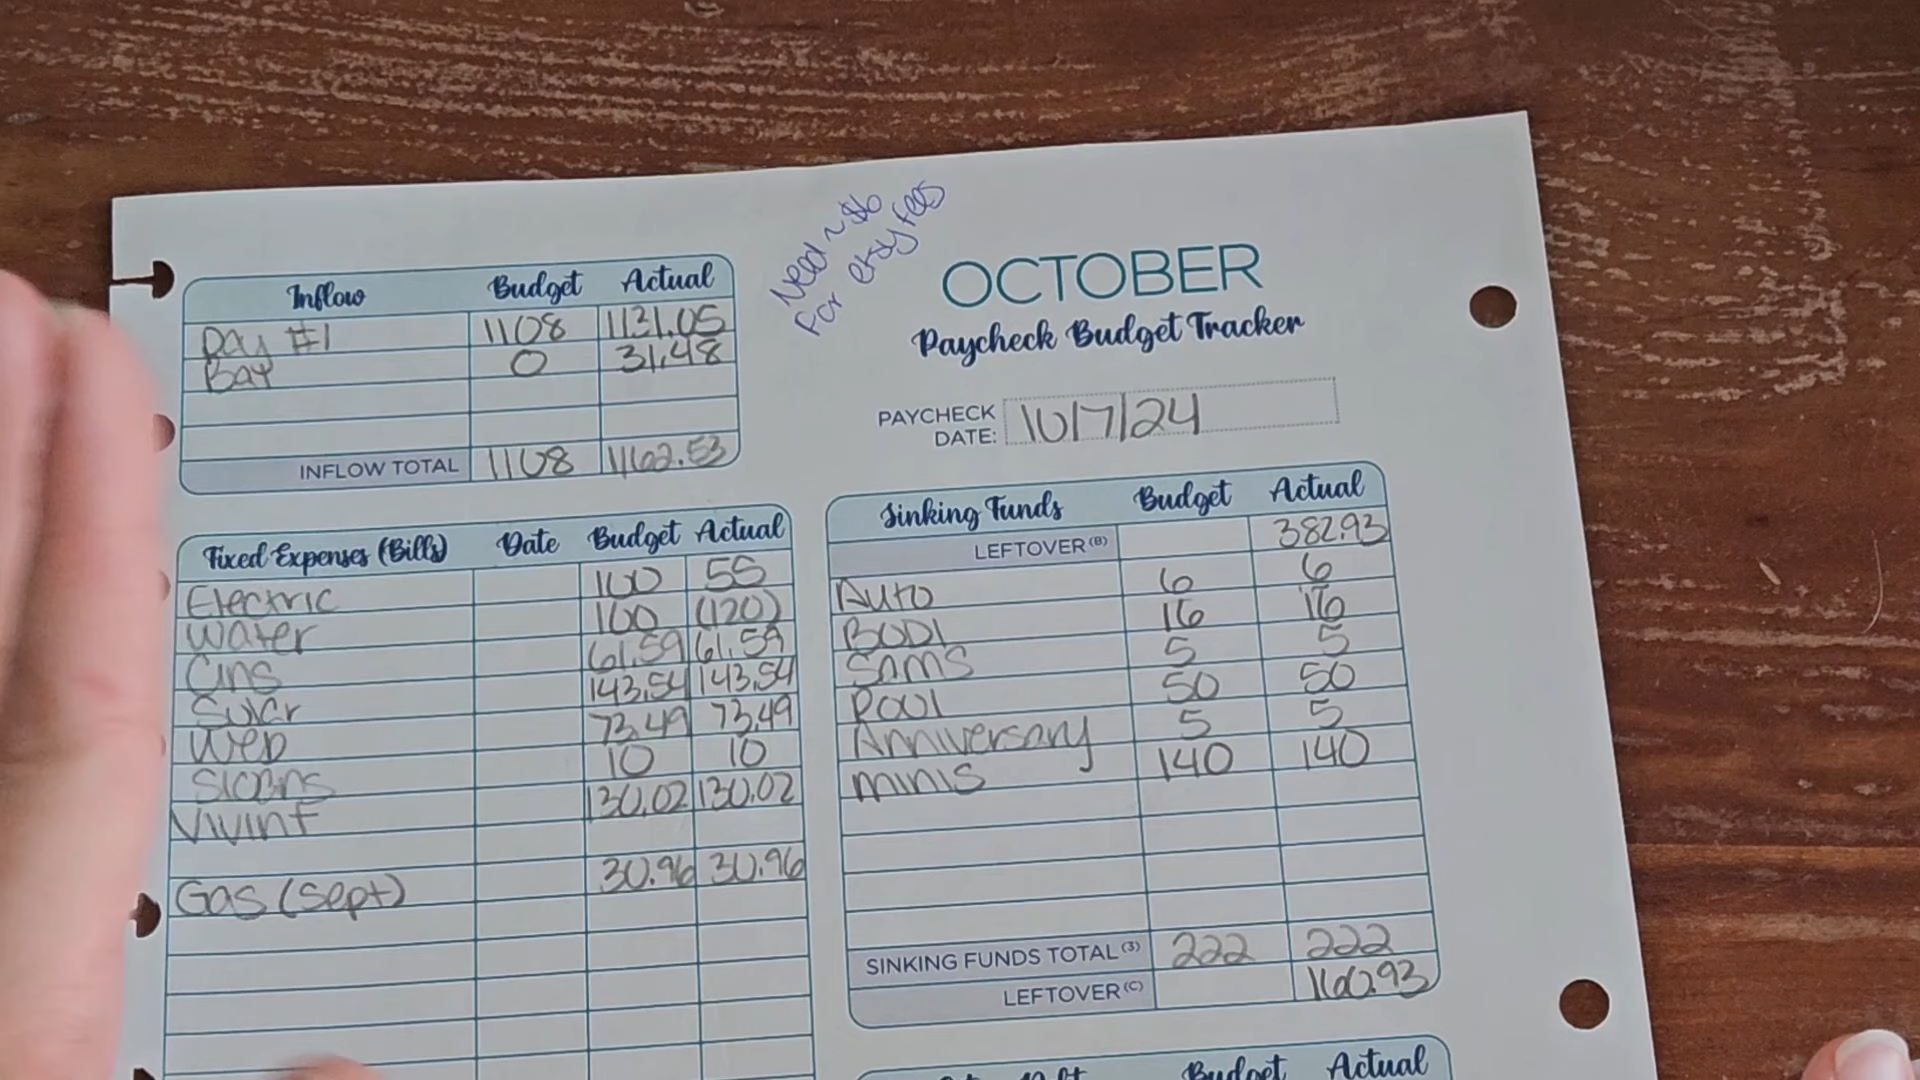 Need ~ $6
for etsy fees
OCTOBER
Paycheck Budget Tracker
PAYCHECK DATE: 10/7/24
Inflow Budget Actual
Pay #1 1108 1131.05
Bay 0 31.48
INFLOW TOTAL 1108 1162.53
Fixed Expenses (Bills) Date Budget Actual
Electric 100 55
Water 100 (120)
Cins 61.59 61.59
Solar 143.54 143.54
Web 73.49 73.49
10 10
Vivint 130.02 130.02
Gas (Sept) 30.96 30.96
Sinking Funds Budget Actual
LEFTOVER (B) 382.93
Auto 6 6
BODI 16 16
Sams 5 5
Pool 50 50
Anniversary 5 5
minis 140 140
SINKING FUNDS TOTAL (3) 222 222
LEFTOVER (C) 160.93
Budget Actual